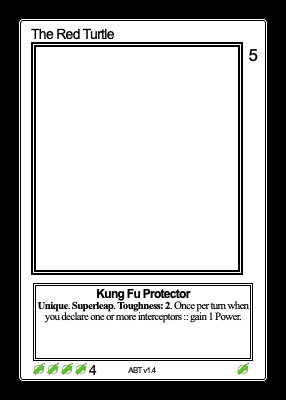 The Red Turtle
5
Kung Fu Protector
Unique. Superleap. Toughness: 2. Once per turn when
you declare one or more interceptors :: gain 1 Power.
4 ABT v1.4